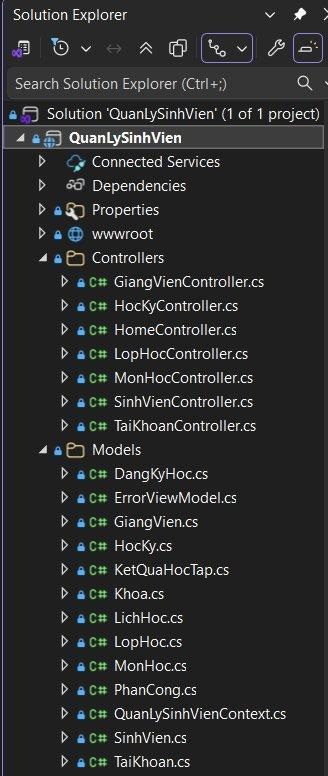 Solution Explorer
Search Solution Explorer (Ctrl+;)
Solution 'QuanLySinhVien' (1 of 1 project)
QuanLySinhVien
Connected Services
Dependencies
Properties
wwwroot
Controllers
C# GiangVienController.cs
C# HocKyController.cs
C# HomeController.cs
C# LopHocController.cs
C# MonHocController.cs
C# SinhVienController.cs
C# TaiKhoanController.cs
Models
C# DangKyHoc.cs
C# ErrorViewModel.cs
C# GiangVien.cs
C# HocKy.cs
C# KetQuaHocTap.cs
C# Khoa.cs
C# LichHoc.cs
C# LopHoc.cs
C# MonHoc.cs
C# PhanCong.cs
C# QuanLySinhVienContext.cs
C# SinhVien.cs
C# TaiKhoan.cs